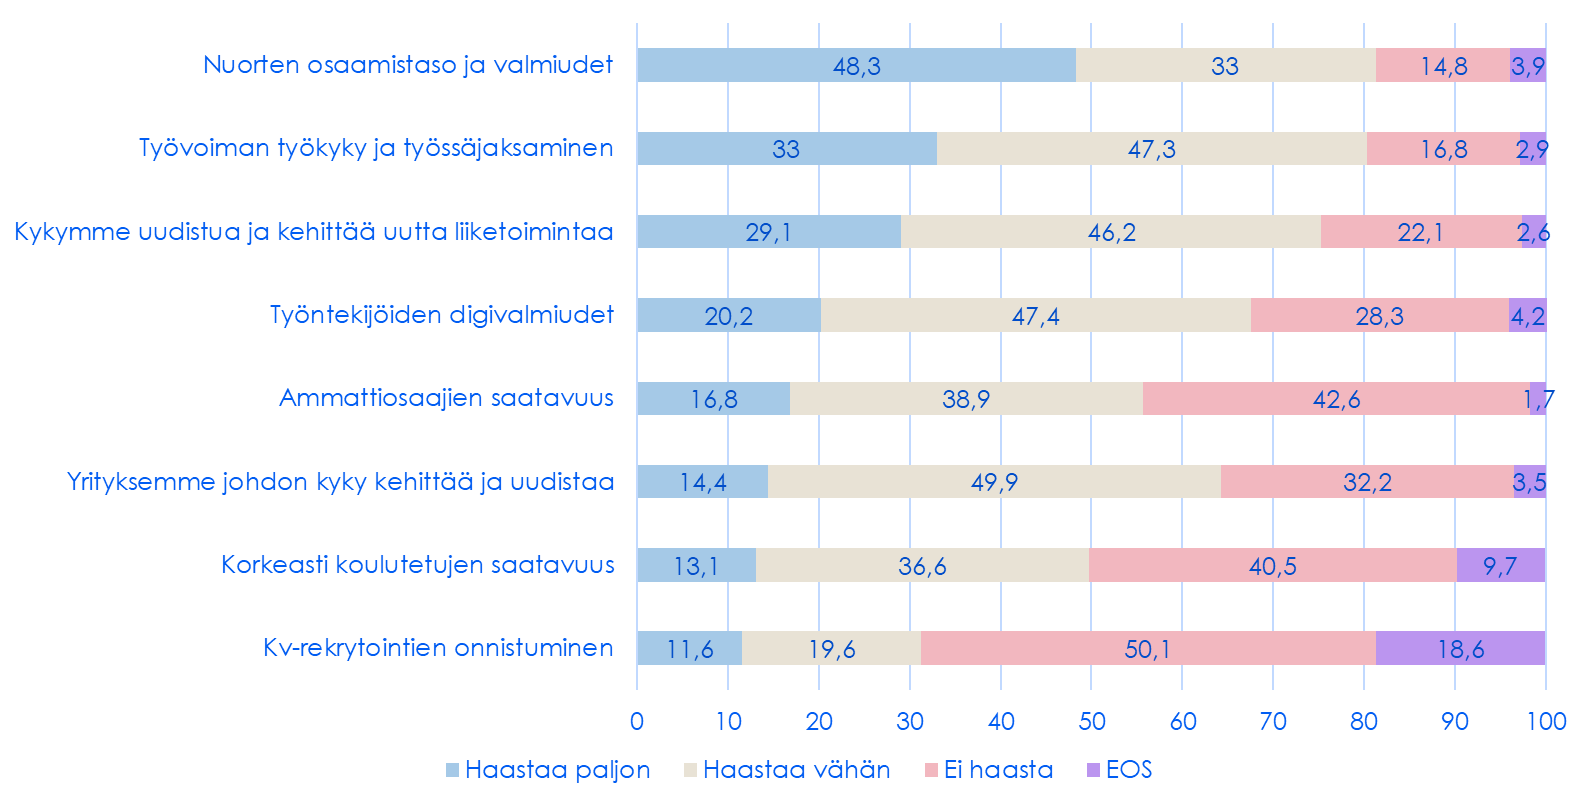 Nuorten osaamistaso ja valmiudet 48,3 33 14,8 3,9
Työvoiman työkyky ja työssäjaksaminen 33 47,3 16,8 2,9
Kykymme uudistua ja kehittää uutta liiketoimintaa 29,1 46,2 22,1 2,6
Työntekijöiden digivalmiudet 20,2 47,4 28,3 4,2
Ammattiosaajien saatavuus 16,8 38,9 42,6 1,7
Yrityksemme johdon kyky kehittää ja uudistaa 14,4 49,9 32,2 3,5
Korkeasti koulutetujen saatavuus 13,1 36,6 40,5 9,7
Kv-rekrytointien onnistuminen 11,6 19,6 50,1 18,6
0 10 20 30 40 50 60 70 80 90 100
Haastaa paljon Haastaa vähän Ei haasta EOS